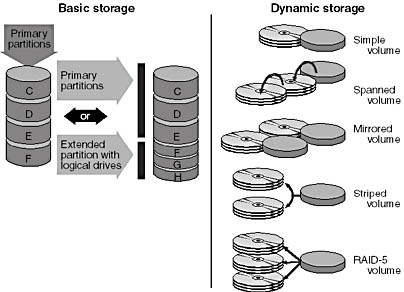 Basic storage
Primary
partitions
C
D
E
F
Primary
partitions
or
Extended
partition with
logical drives
C
D
E
F
G
H
Dynamic storage
Simple
volume
Spanned
volume
Mirrored
volume
Striped
volume
RAID-5
volume